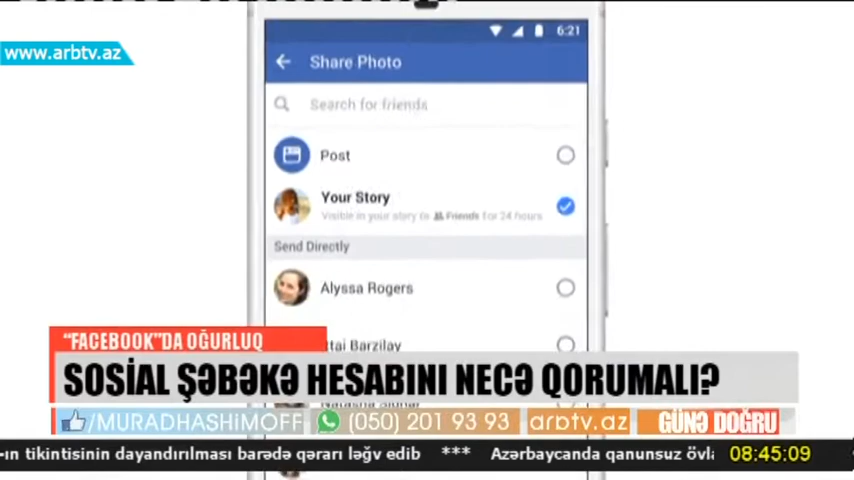 www.arbtv.az
6:21
Share Photo
Search for friends
Post
Your Story
Visible in your story to Friends for 24 hours
Send Directly
Alyssa Rogers
Barzilay
"FACEBOOK"DA OĞURLUQ
SOSİAL ŞƏBƏKƏ HESABINI NECƏ QORUMALI?
/MURADHASHiMOFF
(050) 201 93 93
arbtv.az
GÜNƏ DOĞRU
-ın tikintisinin dayandırılması barədə qərarı ləğv edib *** Azərbaycanda qanunsuz övla
08:45:09